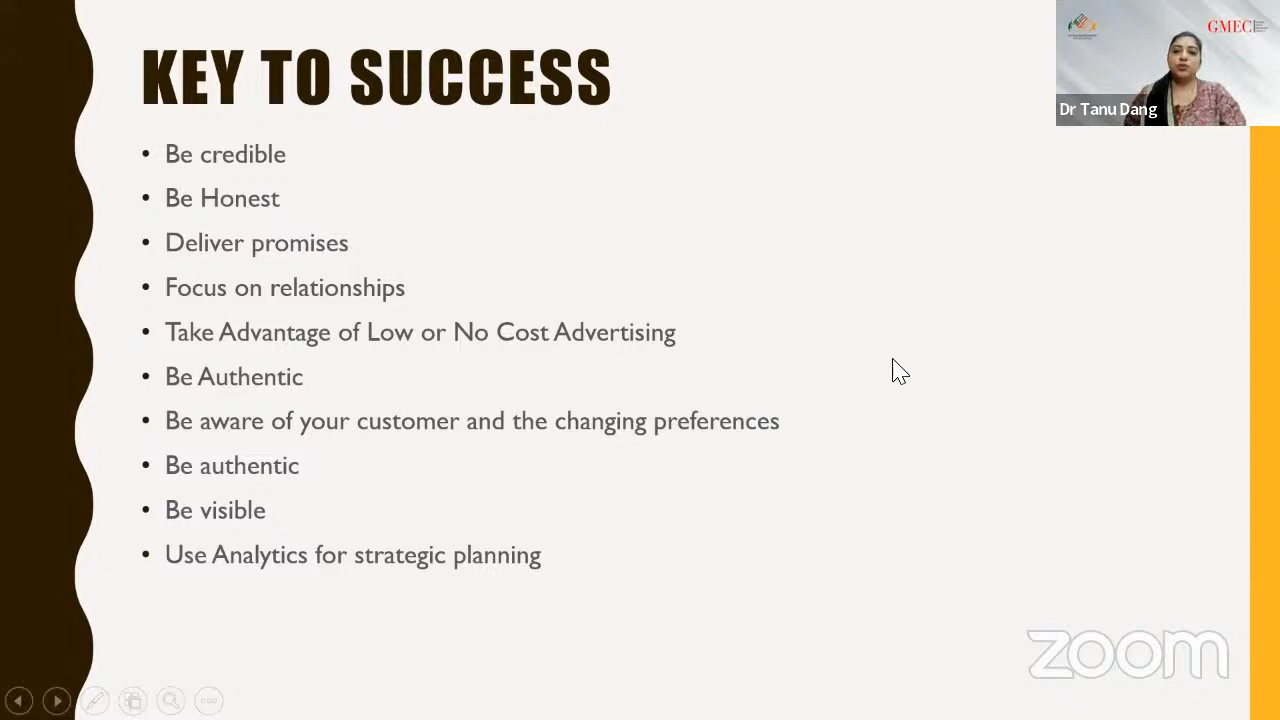 GMEC
Dr Tanu Dang
KEY TO SUCCESS
• Be credible
• Be Honest
• Deliver promises
• Focus on relationships
• Take Advantage of Low or No Cost Advertising
• Be Authentic
• Be aware of your customer and the changing preferences
• Be authentic
• Be visible
• Use Analytics for strategic planning
zoom